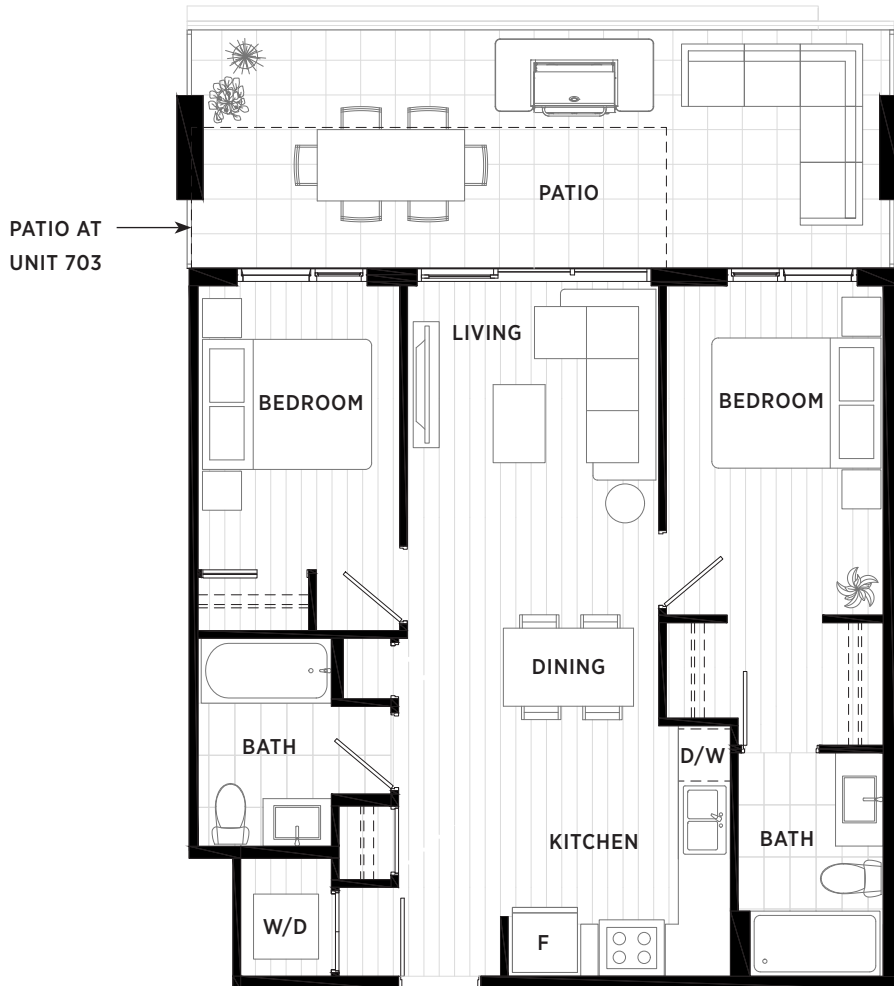 PATIO
PATIO AT
UNIT 703
LIVING
BEDROOM
BEDROOM
DINING
BATH
D/W
KITCHEN
BATH
W/D
F